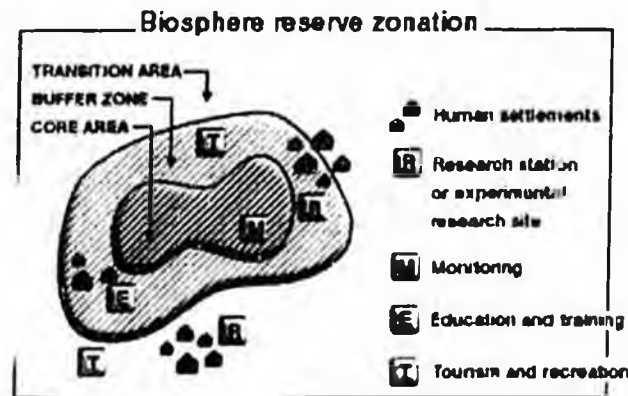 Biosphere reserve zonation
TRANSITION AREA
BUFFER ZONE
CORE AREA
T
R
M
E
T
R
Human settlements
R Research station
or experimental
research site
M Monitoring
E Education and training
T Tourism and recreation